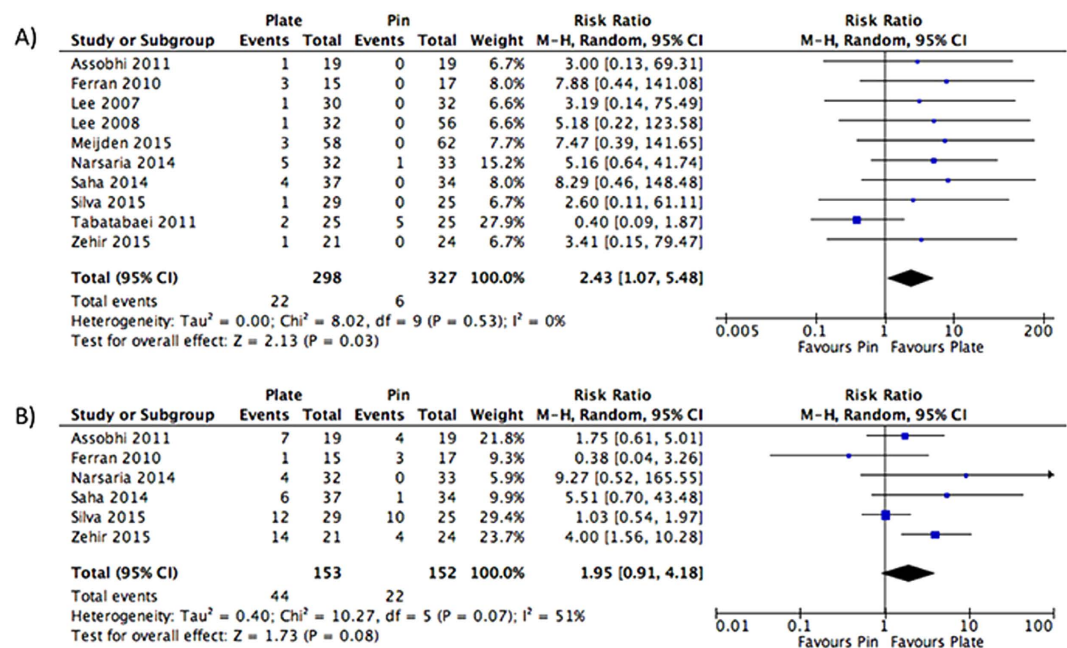 A)
Plate Pin Risk Ratio Risk Ratio
Study or Subgroup Events Total Events Total Weight M-H, Random, 95% CI M-H, Random, 95% CI
Assobhi 2011 1 19 0 19 6.7% 3.00 [0.13, 69.31]
Ferran 2010 3 15 0 17 8.0% 7.88 [0.44, 141.08]
Lee 2007 1 30 0 32 6.6% 3.19 [0.14, 75.49]
Lee 2008 1 32 0 56 6.6% 5.18 [0.22, 123.58]
Meijden 2015 3 58 0 62 7.7% 7.47 [0.39, 141.65]
Narsaria 2014 5 32 1 33 15.2% 5.16 [0.64, 41.74]
Saha 2014 4 37 0 34 8.0% 8.29 [0.46, 148.48]
Silva 2015 1 29 0 25 6.7% 2.60 [0.11, 61.11]
Tabatabaei 2011 2 25 5 25 27.9% 0.40 [0.09, 1.87]
Zehir 2015 1 21 0 24 6.7% 3.41 [0.15, 79.47]
Total (95% CI) 298 327 100.0% 2.43 [1.07, 5.48]
Total events 22 6
Heterogeneity: Tau² = 0.00; Chi² = 8.02, df = 9 (P = 0.53); I² = 0%
Test for overall effect: Z = 2.13 (P = 0.03)
0.005 0.1 1 10 200
Favours Pin Favours Plate
B)
Plate Pin Risk Ratio Risk Ratio
Study or Subgroup Events Total Events Total Weight M-H, Random, 95% CI M-H, Random, 95% CI
Assobhi 2011 7 19 4 19 21.8% 1.75 [0.61, 5.01]
Ferran 2010 1 15 3 17 9.3% 0.38 [0.04, 3.26]
Narsaria 2014 4 32 0 33 5.9% 9.27 [0.52, 165.55]
Saha 2014 6 37 1 34 9.9% 5.51 [0.70, 43.48]
Silva 2015 12 29 10 25 29.4% 1.03 [0.54, 1.97]
Zehir 2015 14 21 4 24 23.7% 4.00 [1.56, 10.28]
Total (95% CI) 153 152 100.0% 1.95 [0.91, 4.18]
Total events 44 22
Heterogeneity: Tau² = 0.40; Chi² = 10.27, df = 5 (P = 0.07); I² = 51%
Test for overall effect: Z = 1.73 (P = 0.08)
0.01 0.1 1 10 100
Favours Pin Favours Plate